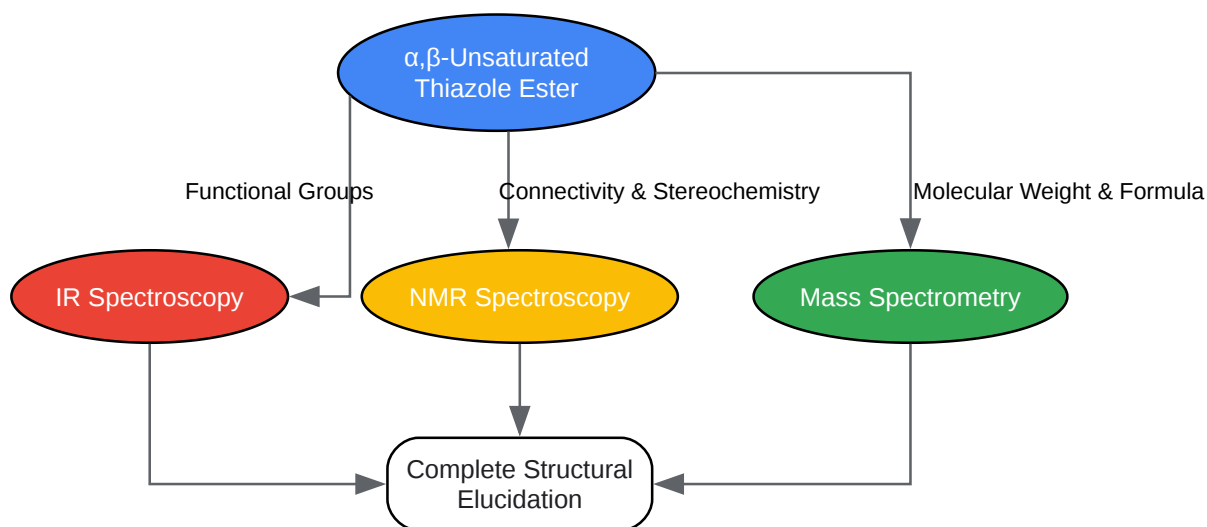 α,β-Unsaturated
Thiazole Ester
Functional Groups
Connectivity & Stereochemistry
Molecular Weight & Formula
IR Spectroscopy
NMR Spectroscopy
Mass Spectrometry
Complete Structural
Elucidation